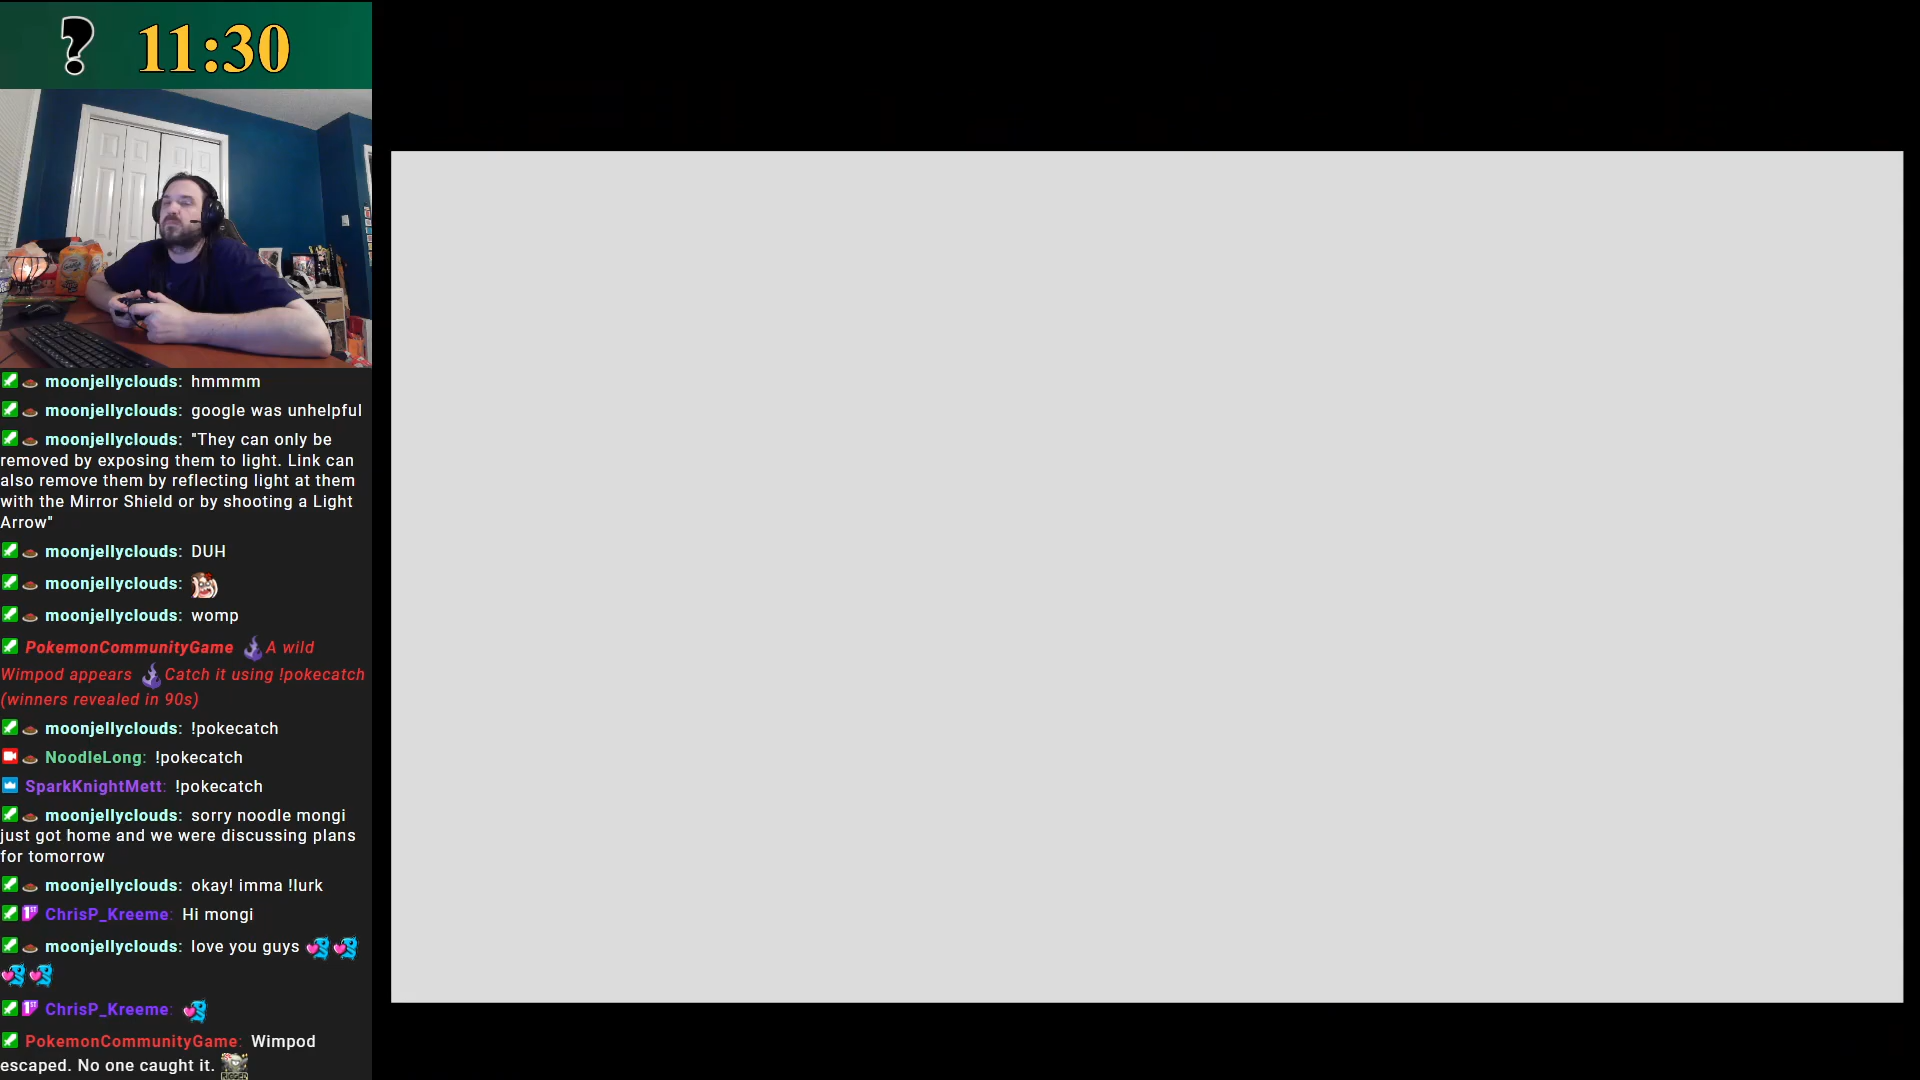 ? 11:30
moonjellyclouds: hmmmm
moonjellyclouds: google was unhelpful
moonjellyclouds: "They can only be
removed by exposing them to light. Link can
also remove them by reflecting light at them
with the Mirror Shield or by shooting a Light
Arrow"
moonjellyclouds: DUH
moonjellyclouds:
moonjellyclouds: womp
PokemonCommunityGame A wild
Wimpod appears Catch it using !pokecatch
(winners revealed in 90s)
moonjellyclouds: !pokecatch
NoodleLong: !pokecatch
SparkKnightMett: !pokecatch
moonjellyclouds: sorry noodle mongi
just got home and we were discussing plans
for tomorrow
moonjellyclouds: okay! imma !lurk
ChrisP_Kreeme: Hi mongi
moonjellyclouds: love you guys
ChrisP_Kreeme:
PokemonCommunityGame: Wimpod
escaped. No one caught it.